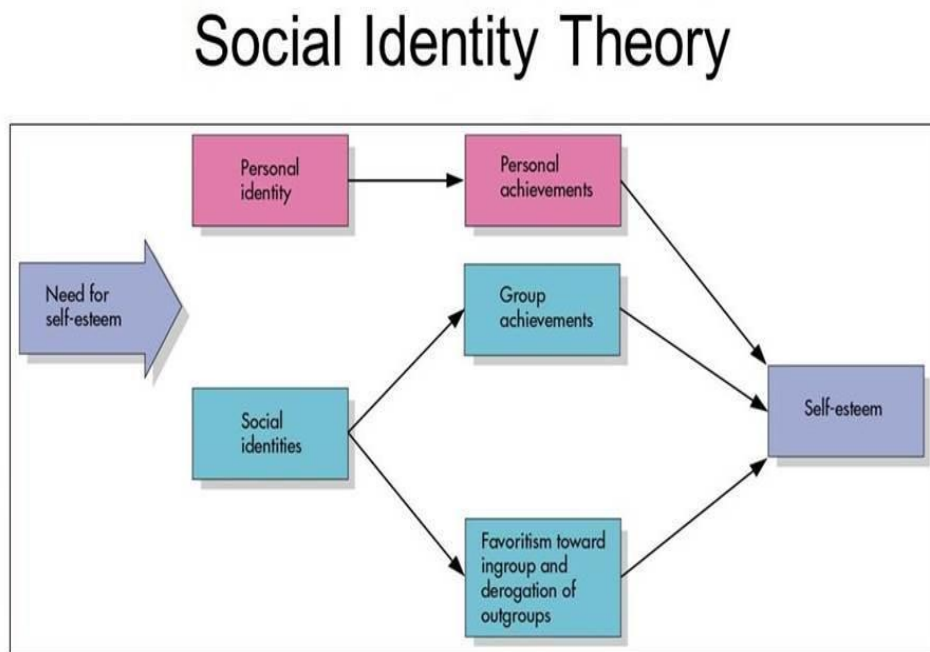 Social Identity Theory
Personal
identity
Personal
achievements
Need for
self-esteem
Group
achievements
Social
identities
Self-esteem
Favoritism toward
ingroup and
derogation of
outgroups